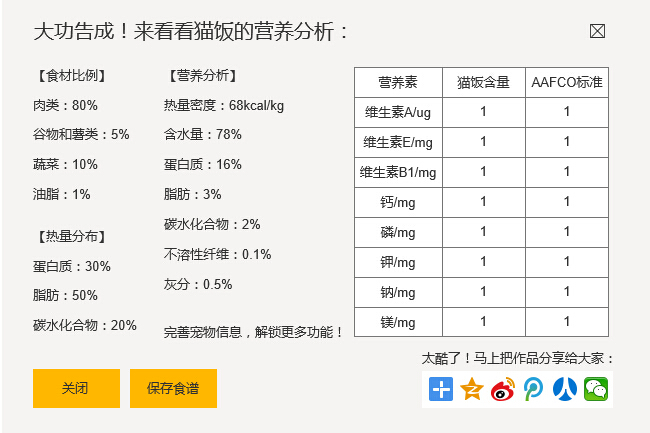 大功告成！来看看猫饭的营养分析：
【食材比例】
肉类：80%
谷物和薯类：5%
蔬菜：10%
油脂：1%
【热量分布】
蛋白质：30%
脂肪：50%
碳水化合物：20%
【营养分析】
热量密度：68kcal/kg
含水量：78%
蛋白质：16%
脂肪：3%
碳水化合物：2%
不溶性纤维：0.1%
灰分：0.5%
完善宠物信息，解锁更多功能！
营养素 猫饭含量 AAFCO标准
维生素A/ug 1 1
维生素E/mg 1 1
维生素B1/mg 1 1
钙/mg 1 1
磷/mg 1 1
钾/mg 1 1
钠/mg 1 1
镁/mg 1 1
太酷了！马上把作品分享给大家：
关闭 保存食谱